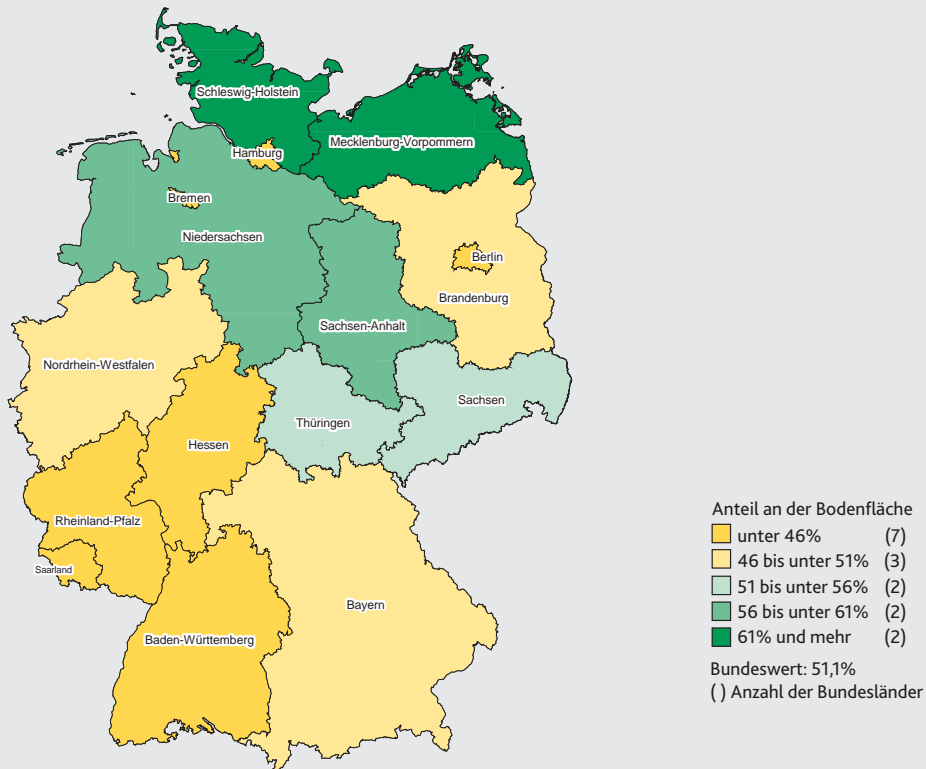 Schleswig-Holstein
Mecklenburg-Vorpommern
Hamburg
Bremen
Niedersachsen
Berlin
Brandenburg
Sachsen-Anhalt
Nordrhein-Westfalen
Sachsen
Thüringen
Hessen
Rheinland-Pfalz
Saarland
Bayern
Baden-Württemberg
Anteil an der Bodenfläche
unter 46% (7)
46 bis unter 51% (3)
51 bis unter 56% (2)
56 bis unter 61% (2)
61% und mehr (2)
Bundeswert: 51,1%
( ) Anzahl der Bundesländer